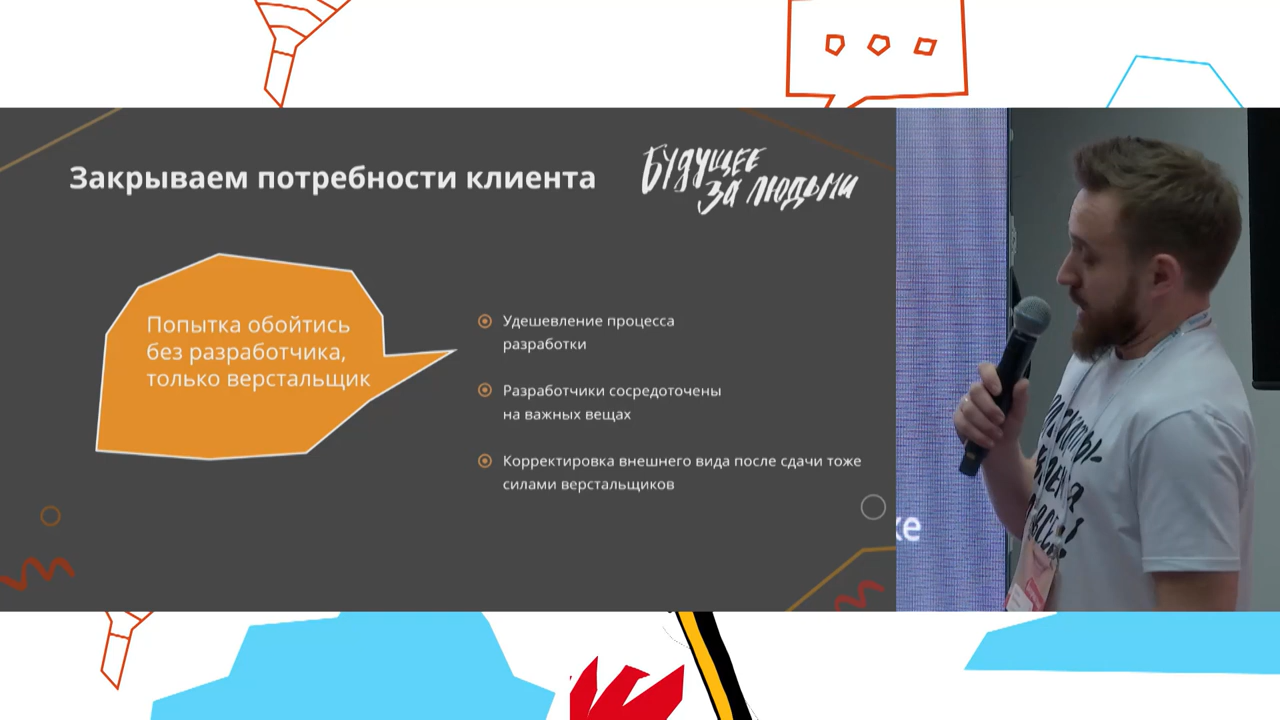 Закрываем потребности клиента
БУДУЩЕЕ
ЗА ЛЮДЬМИ
Попытка обойтись
без разработчика,
только верстальщик
Удешевление процесса
разработки
Разработчики сосредоточены
на важных вещах
Корректировка внешнего вида после сдачи тоже
силами верстальщиков